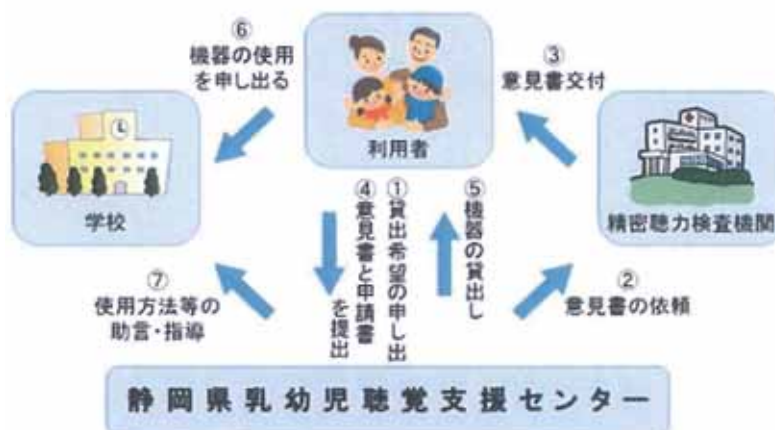 ⑥
機器の使用
を申し出る
③
意見書交付
利用者
学校
精密聴力検査機関
①貸出希望の申し出
④意見書と申請書
を提出
⑤機器の貸出し
②
意見書の依頼
⑦
使用方法等の
助言・指導
静岡県乳幼児聴覚支援センター